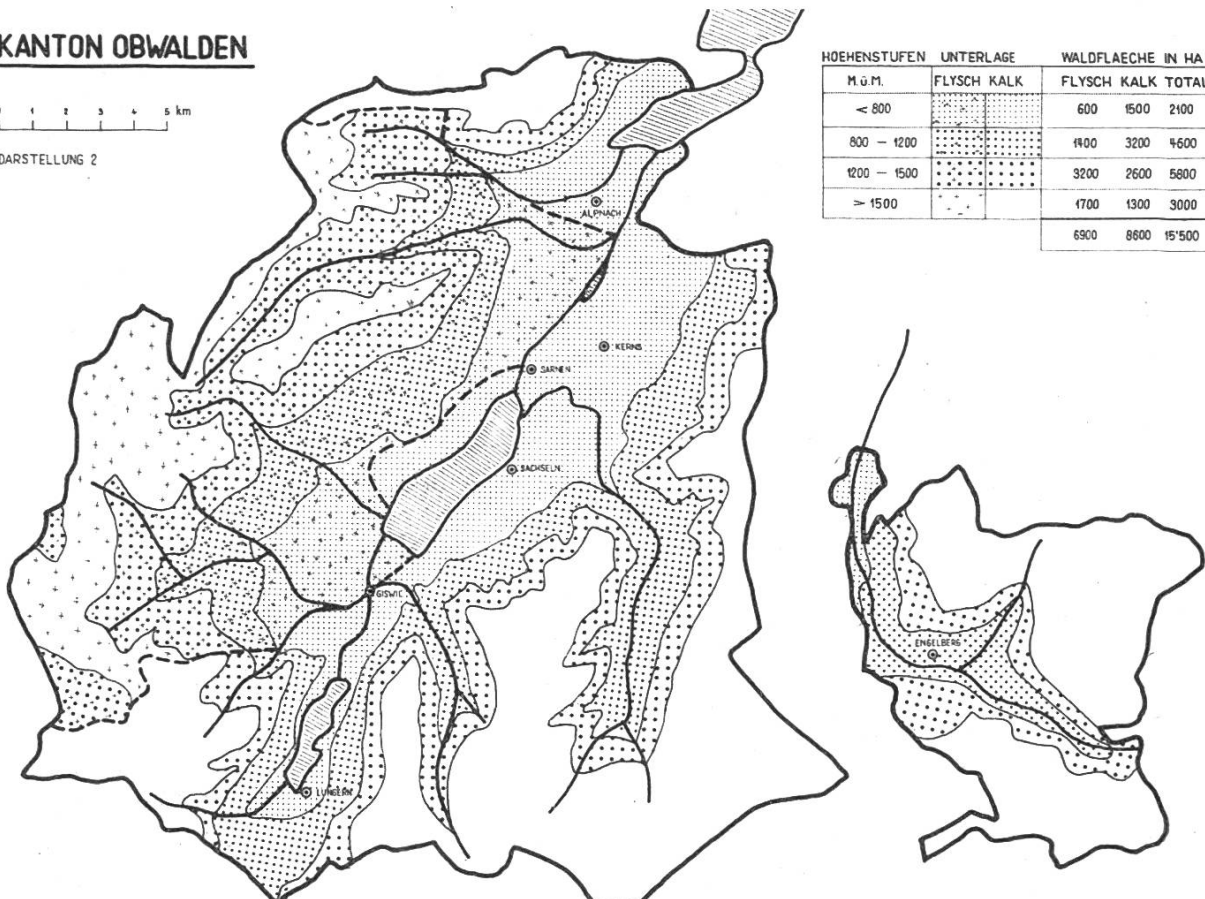 KANTON OBWALDEN
1 2 3 4 5 km
DARSTELLUNG 2
HOEHENSTUFEN UNTERLAGE WALDFLAECHE IN HA
M.ü.M. FLYSCH KALK FLYSCH KALK TOTAL
< 800 600 1500 2100
800 – 1200 1400 3200 4600
1200 – 1500 3200 2600 5800
> 1500 1700 1300 3000
6900 8600 15'500
ALPNACH
KERNS
SARNEN
SACHSELN
GISWIL
ENGELBERG
LUNGERN